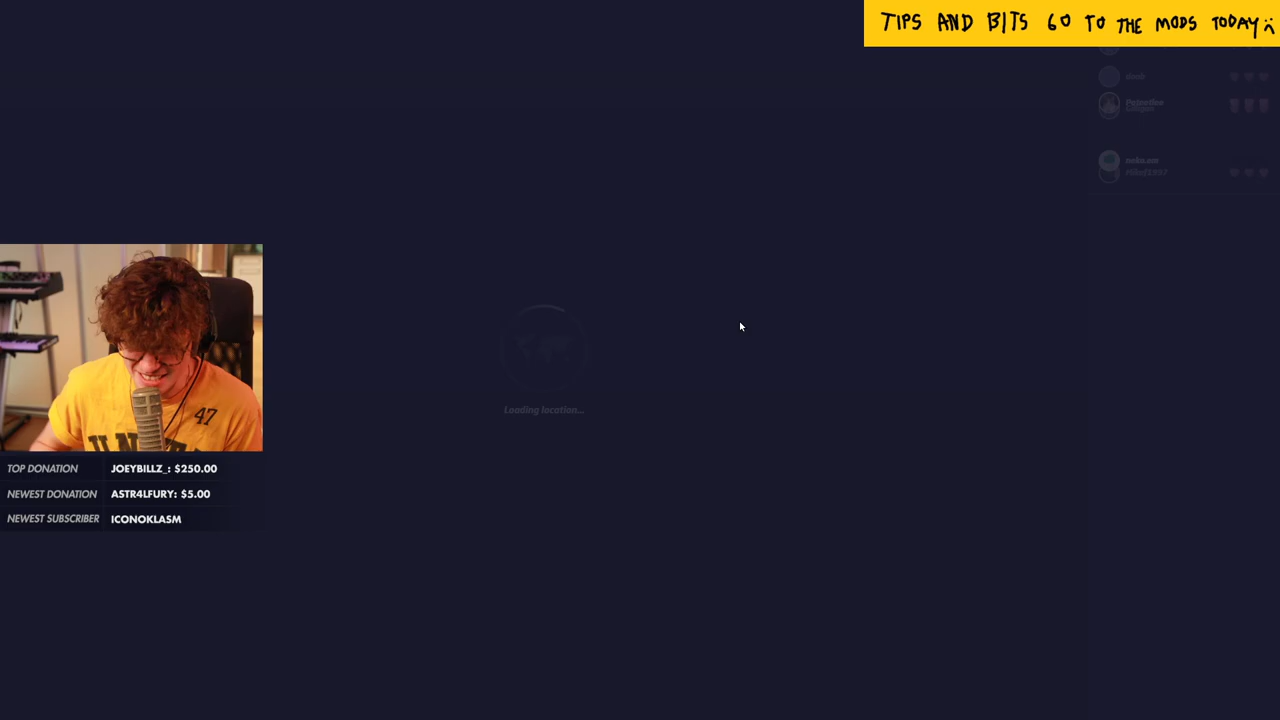 TIPS AND BITS GO TO THE MODS TODAY
Loading location...
47
TOP DONATION JOEYBILLZ_: $250.00
NEWEST DONATION ASTR4LFURY: $5.00
NEWEST SUBSCRIBER ICONOKLASM